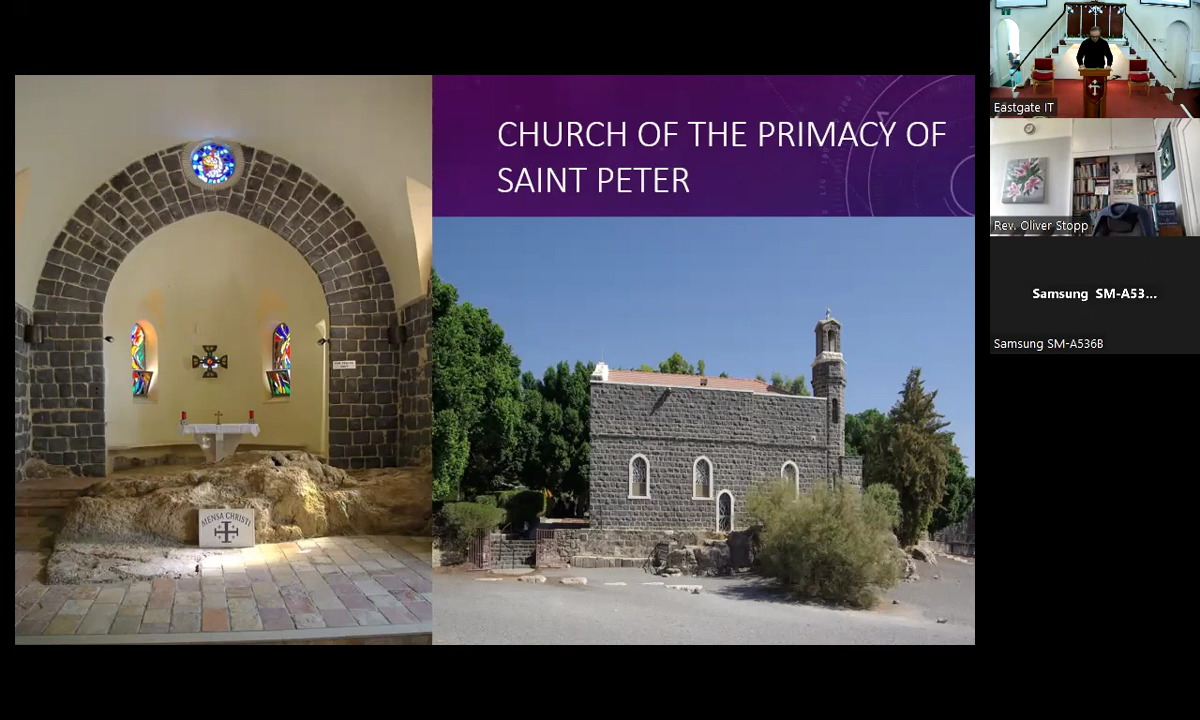 CHURCH OF THE PRIMACY OF
SAINT PETER
MENSA CHRISTI
Eastgate IT
Rev. Oliver Stopp
Samsung SM-A53...
Samsung SM-A536B